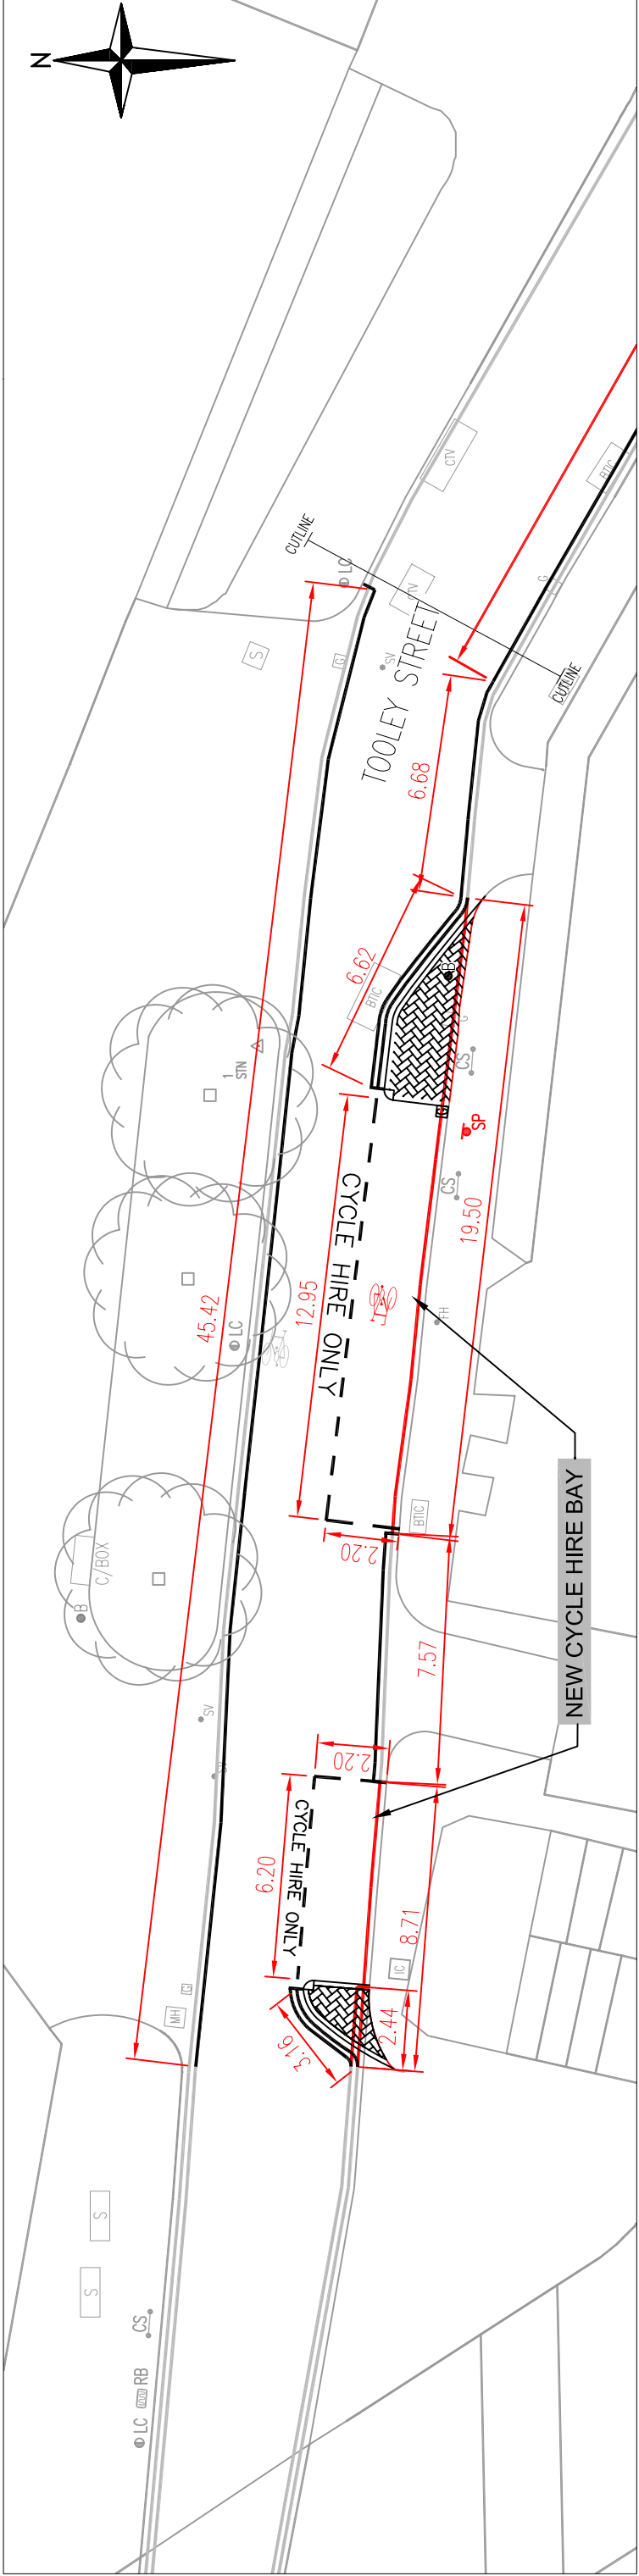 N
CUTLINE
LC
CTV
CTV
BTIC
G
S
G
SV
TOOLEY STREET
CUTLINE
6.68
6.62
BTIC
B
1
STN
CS
SP
CS
19.50
45.42
12.95
CYCLE HIRE ONLY
LC
FH
BTIC
2.20
C/BOX
B
NEW CYCLE HIRE BAY
7.57
SV
2.20
6.20
CYCLE HIRE ONLY
8.71
IC
2.44
3.16
MH
G
S
S
CS
LC
RB